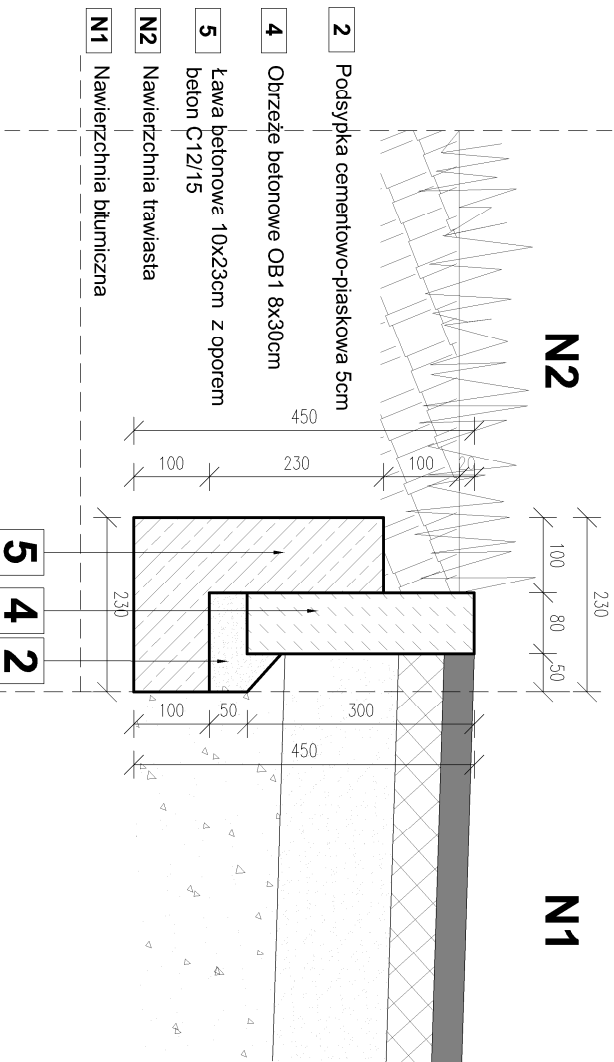 N2
N1
230
100
80
50
450
100
230
100
20
230
100
50
300
450
5
4
2
2 Podsypka cementowo-piaskowa 5cm
4 Obrzeże betonowe OB1 8x30cm
5 Ława betonowa 10x23cm z oporem
beton C12/15
N2 Nawierzchnia trawiasta
N1 Nawierzchnia bitumiczna